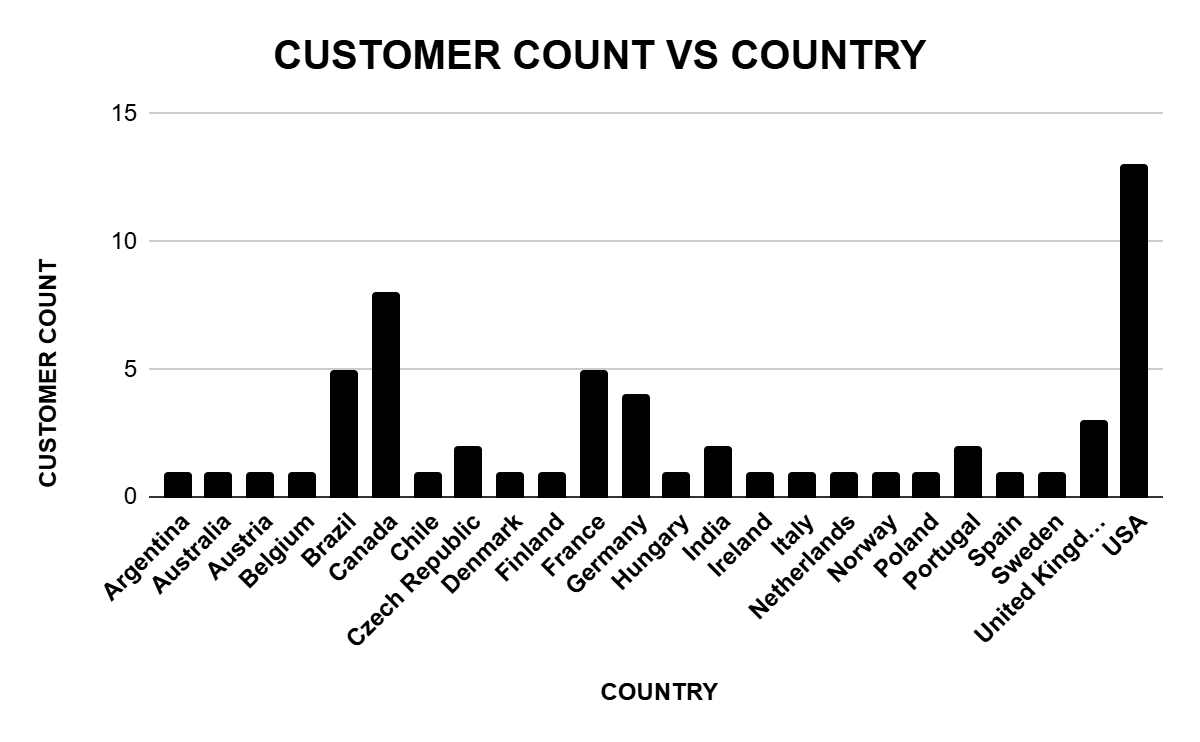 CUSTOMER COUNT VS COUNTRY
15
10
5
0
CUSTOMER COUNT
Argentina
Australia
Austria
Belgium
Brazil
Canada
Chile
Czech Republic
Denmark
Finland
France
Germany
Hungary
India
Ireland
Italy
Netherlands
Norway
Poland
Portugal
Spain
Sweden
United Kingd…
USA
COUNTRY